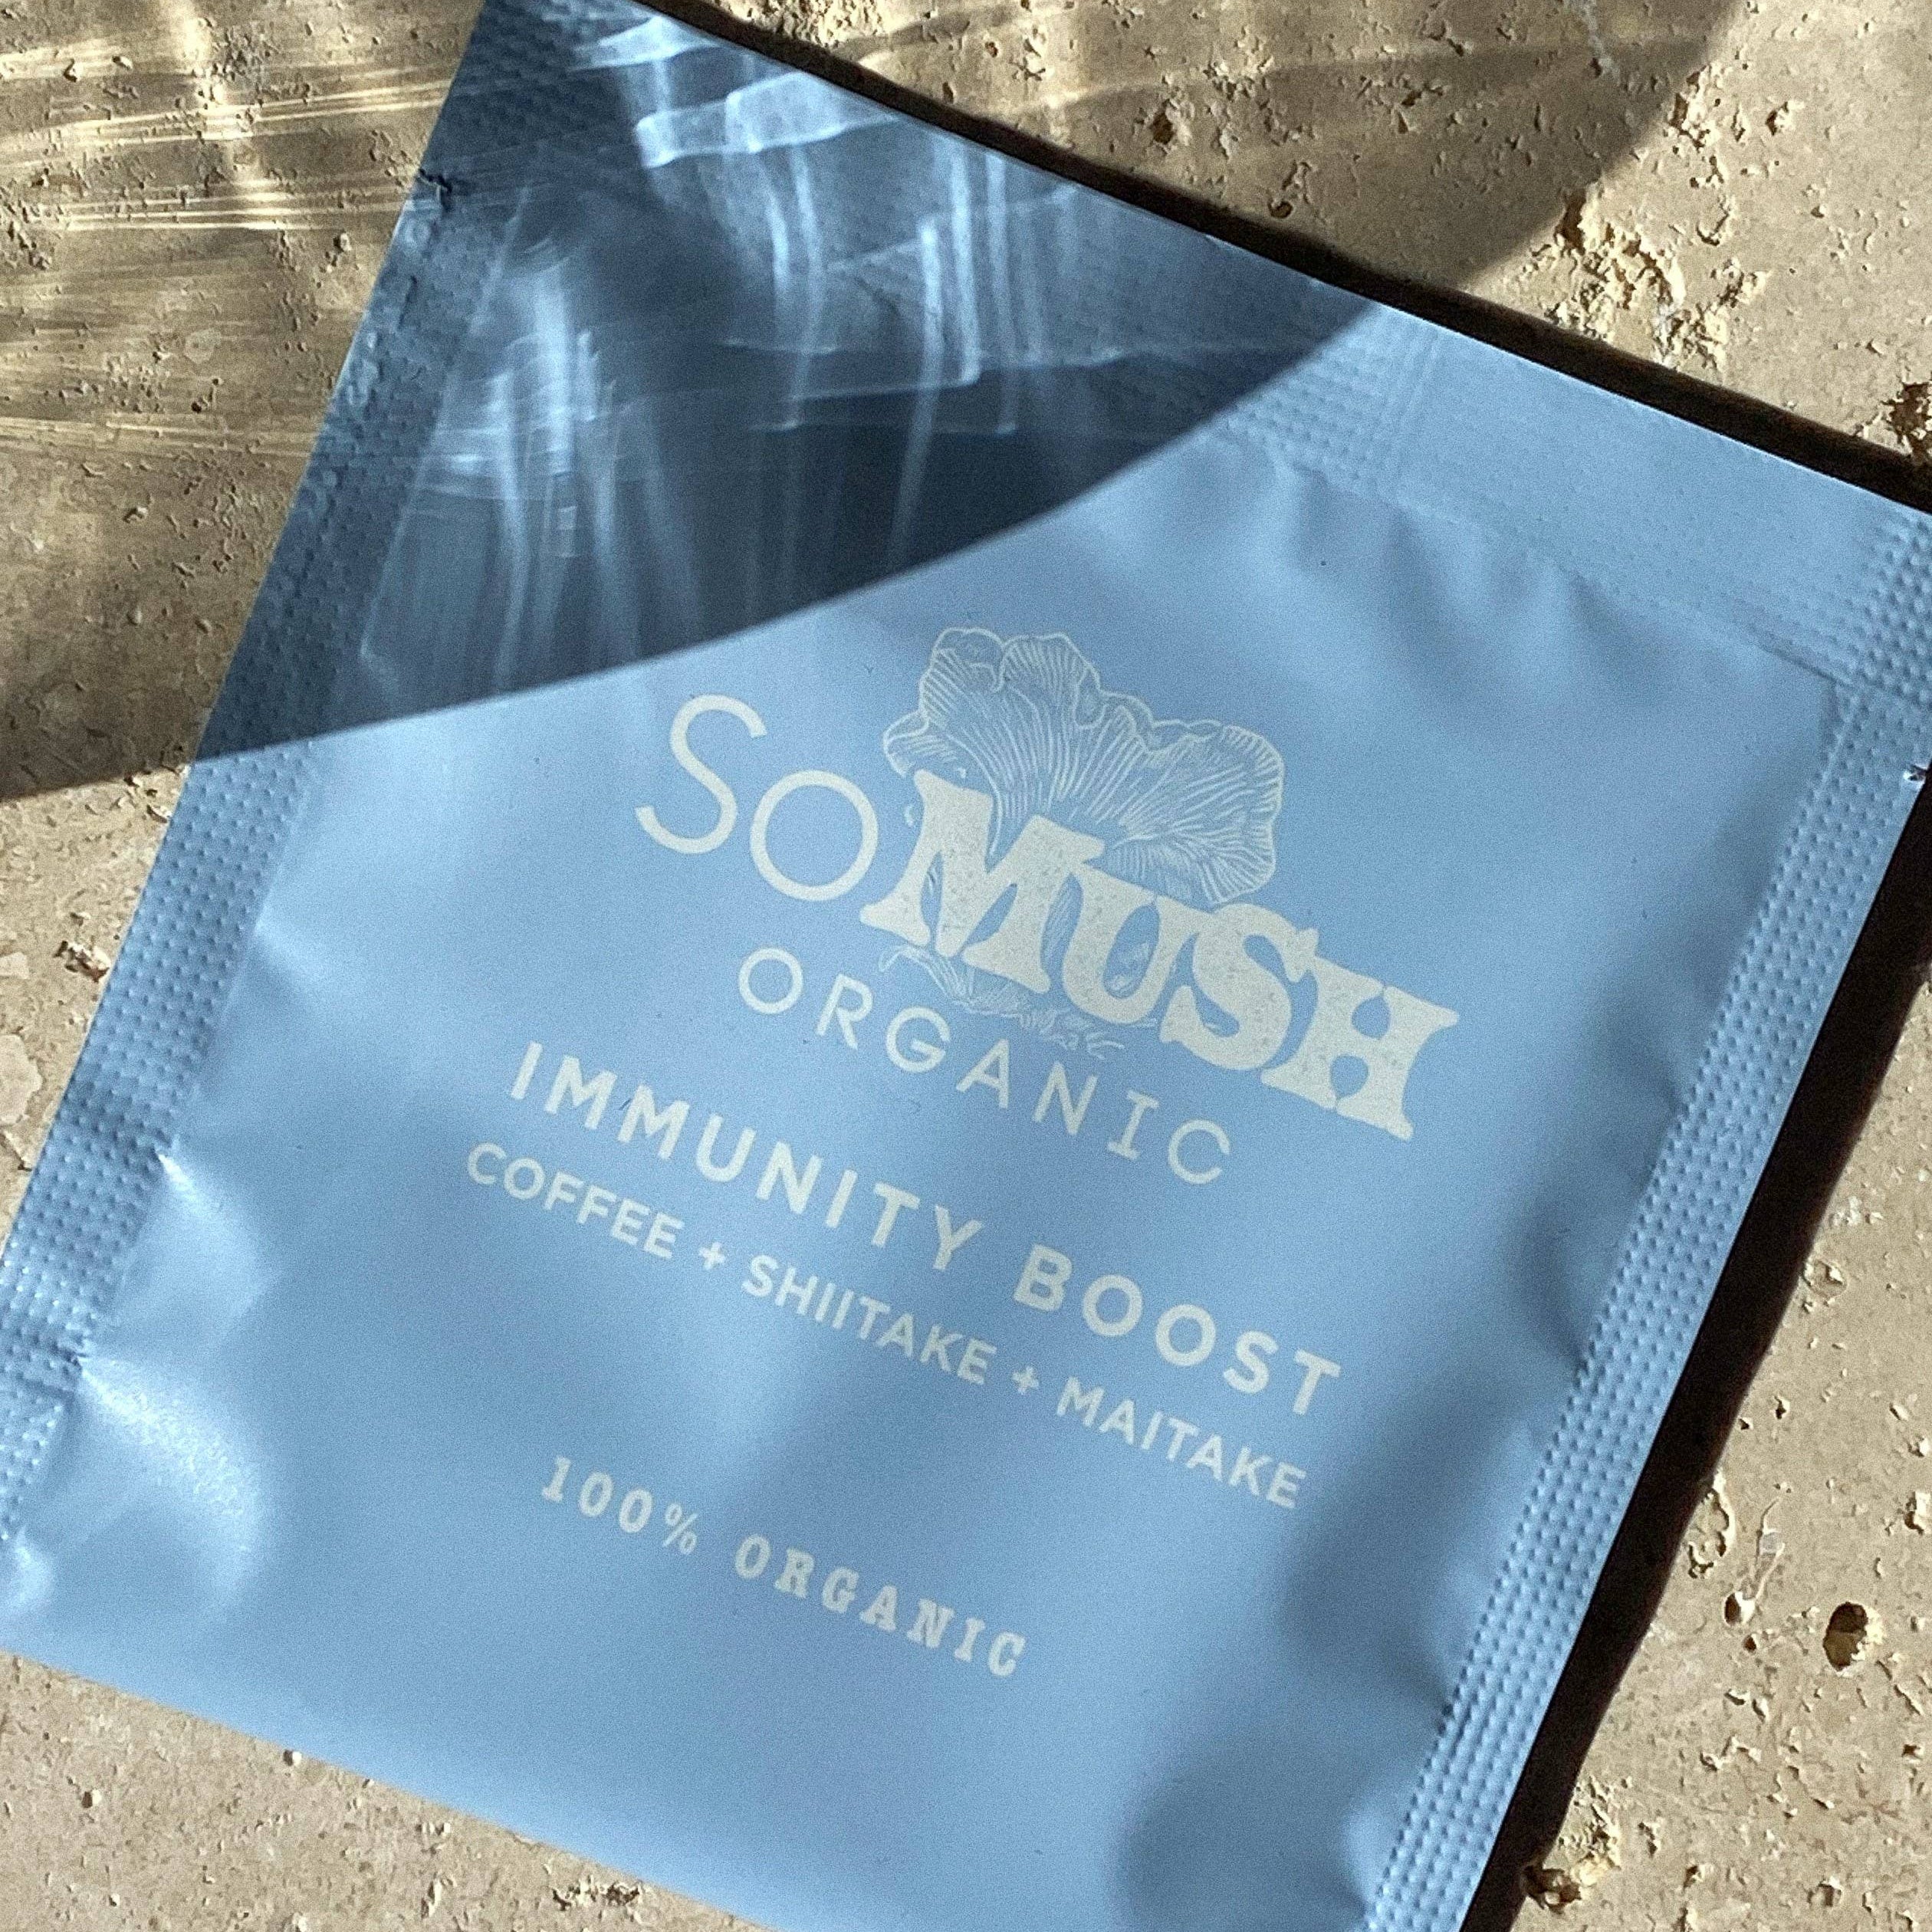 SOMUSH
ORGANIC
IMMUNITY BOOST
COFFEE + SHIITAKE + MAITAKE
100% ORGANIC